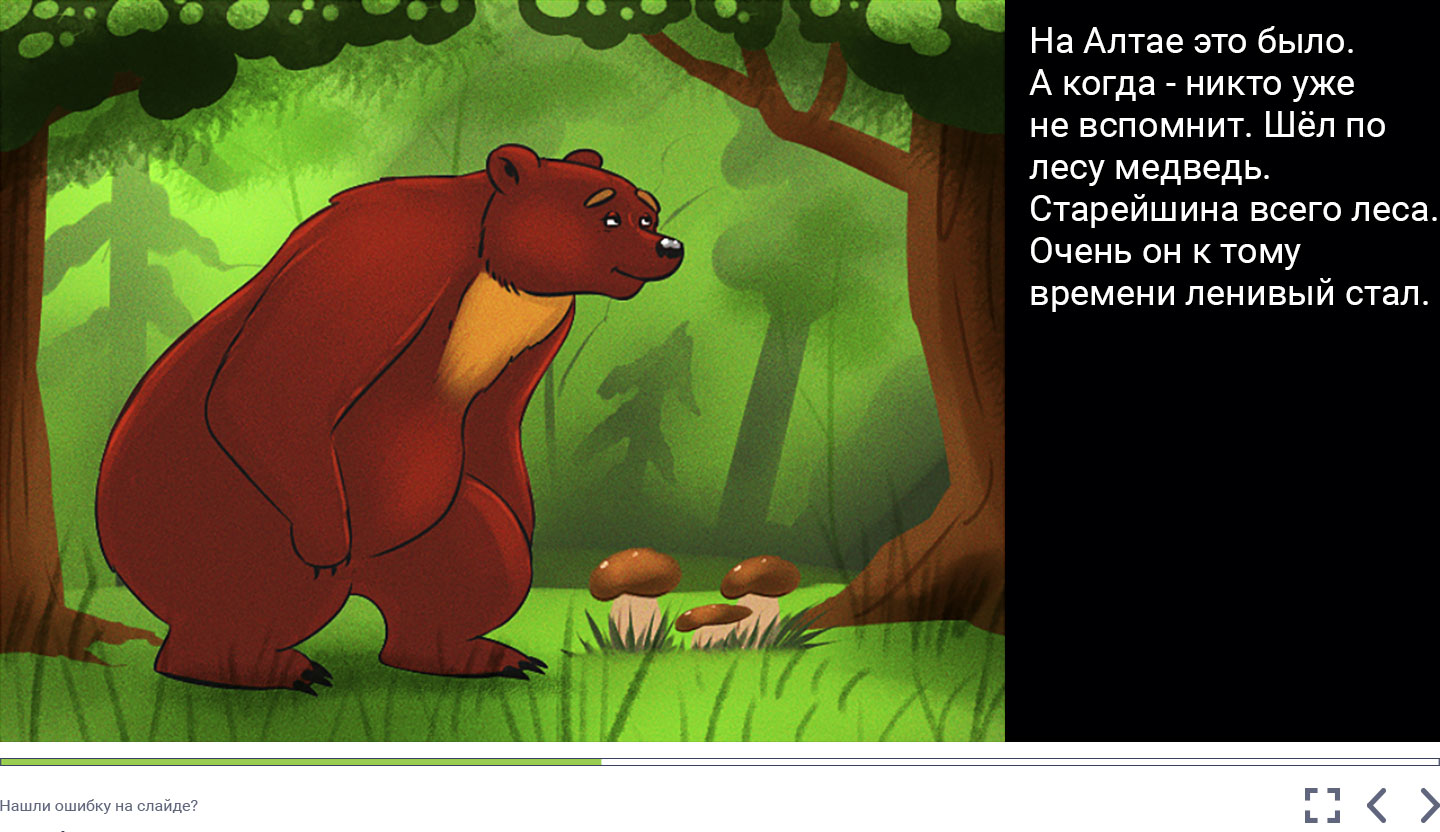 На Алтае это было.
А когда - никто уже
не вспомнит. Шёл по
лесу медведь.
Старейшина всего леса.
Очень он к тому
времени ленивый стал.
Нашли ошибку на слайде?